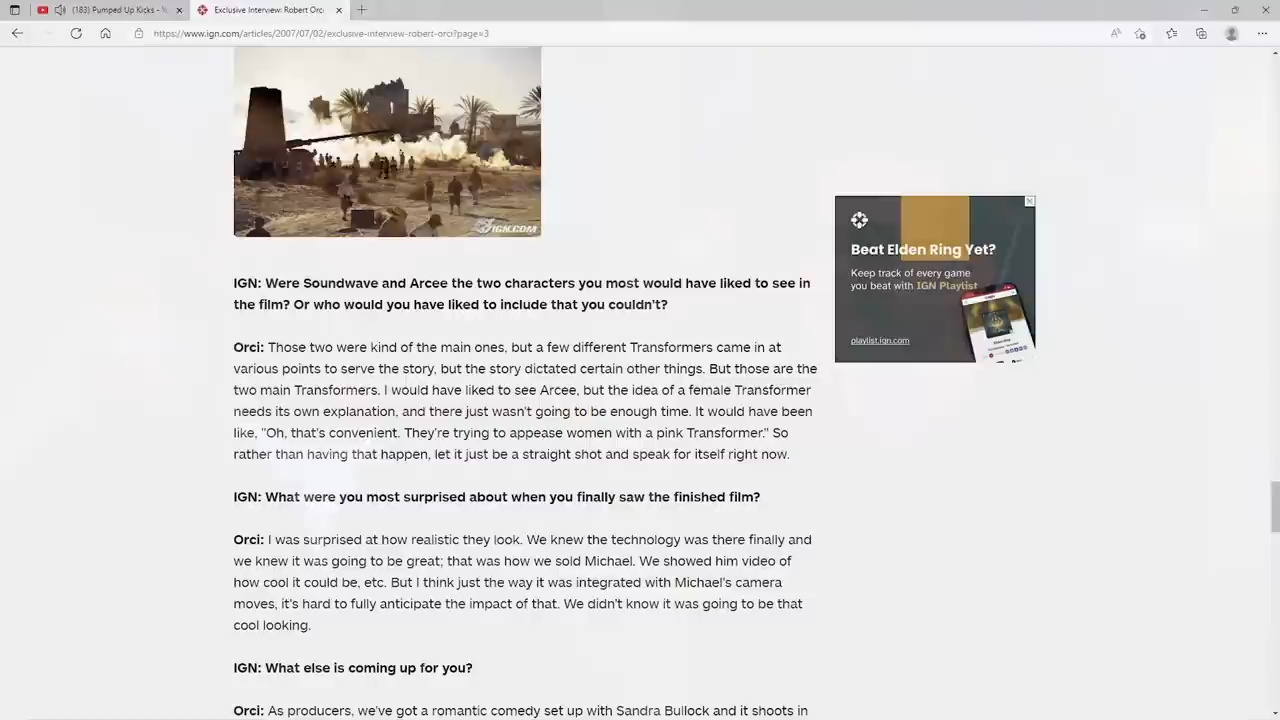 (183) Pumped Up Kicks -
Exclusive Interview: Robert Orci
https://www.ign.com/articles/2007/07/02/exclusive-interview-robert-orci?page=3
IGN.COM
IGN: Were Soundwave and Arcee the two characters you most would have liked to see in
the film? Or who would you have liked to include that you couldn't?
Orci: Those two were kind of the main ones, but a few different Transformers came in at
various points to serve the story, but the story dictated certain other things. But those are the
two main Transformers. I would have liked to see Arcee, but the idea of a female Transformer
needs its own explanation, and there just wasn't going to be enough time. It would have been
like, "Oh, that's convenient. They're trying to appease women with a pink Transformer." So
rather than having that happen, let it just be a straight shot and speak for itself right now.
IGN: What were you most surprised about when you finally saw the finished film?
Orci: I was surprised at how realistic they look. We knew the technology was there finally and
we knew it was going to be great; that was how we sold Michael. We showed him video of
how cool it could be, etc. But I think just the way it was integrated with Michael's camera
moves, it's hard to fully anticipate the impact of that. We didn't know it was going to be that
cool looking.
IGN: What else is coming up for you?
Orci: As producers, we've got a romantic comedy set up with Sandra Bullock and it shoots in
Beat Elden Ring Yet?
Keep track of every game
you beat with IGN Playlist
playlist.ign.com